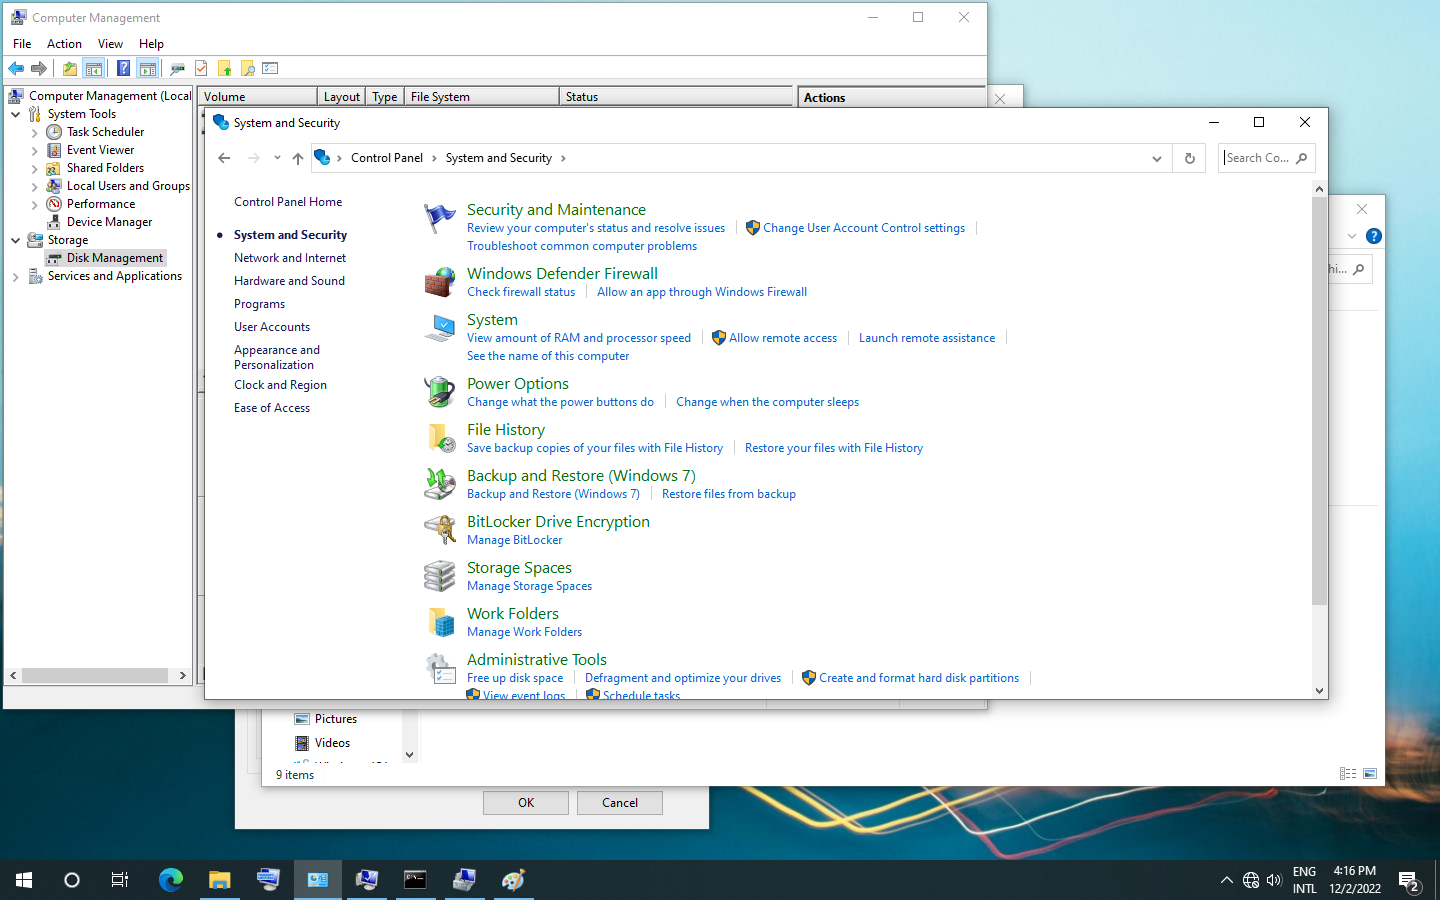 Computer Management
File Action View Help
Computer Management (Local
System Tools
Task Scheduler
Event Viewer
Shared Folders
Local Users and Groups
Performance
Device Manager
Storage
Disk Management
Services and Applications
Volume Layout Type File System Status
Actions
System and Security
Control Panel System and Security
Search Co...
Control Panel Home
System and Security
Network and Internet
Hardware and Sound
Programs
User Accounts
Appearance and
Personalization
Clock and Region
Ease of Access
Security and Maintenance
Review your computer's status and resolve issues Change User Account Control settings
Troubleshoot common computer problems
Windows Defender Firewall
Check firewall status Allow an app through Windows Firewall
System
View amount of RAM and processor speed Allow remote access Launch remote assistance
See the name of this computer
Power Options
Change what the power buttons do Change when the computer sleeps
File History
Save backup copies of your files with File History Restore your files with File History
Backup and Restore (Windows 7)
Backup and Restore (Windows 7) Restore files from backup
BitLocker Drive Encryption
Manage BitLocker
Storage Spaces
Manage Storage Spaces
Work Folders
Manage Work Folders
Administrative Tools
Free up disk space Defragment and optimize your drives Create and format hard disk partitions
View event logs Schedule tasks
hi...
Pictures
Videos
9 items
OK Cancel
ENG
INTL
4:16 PM
12/2/2022
2